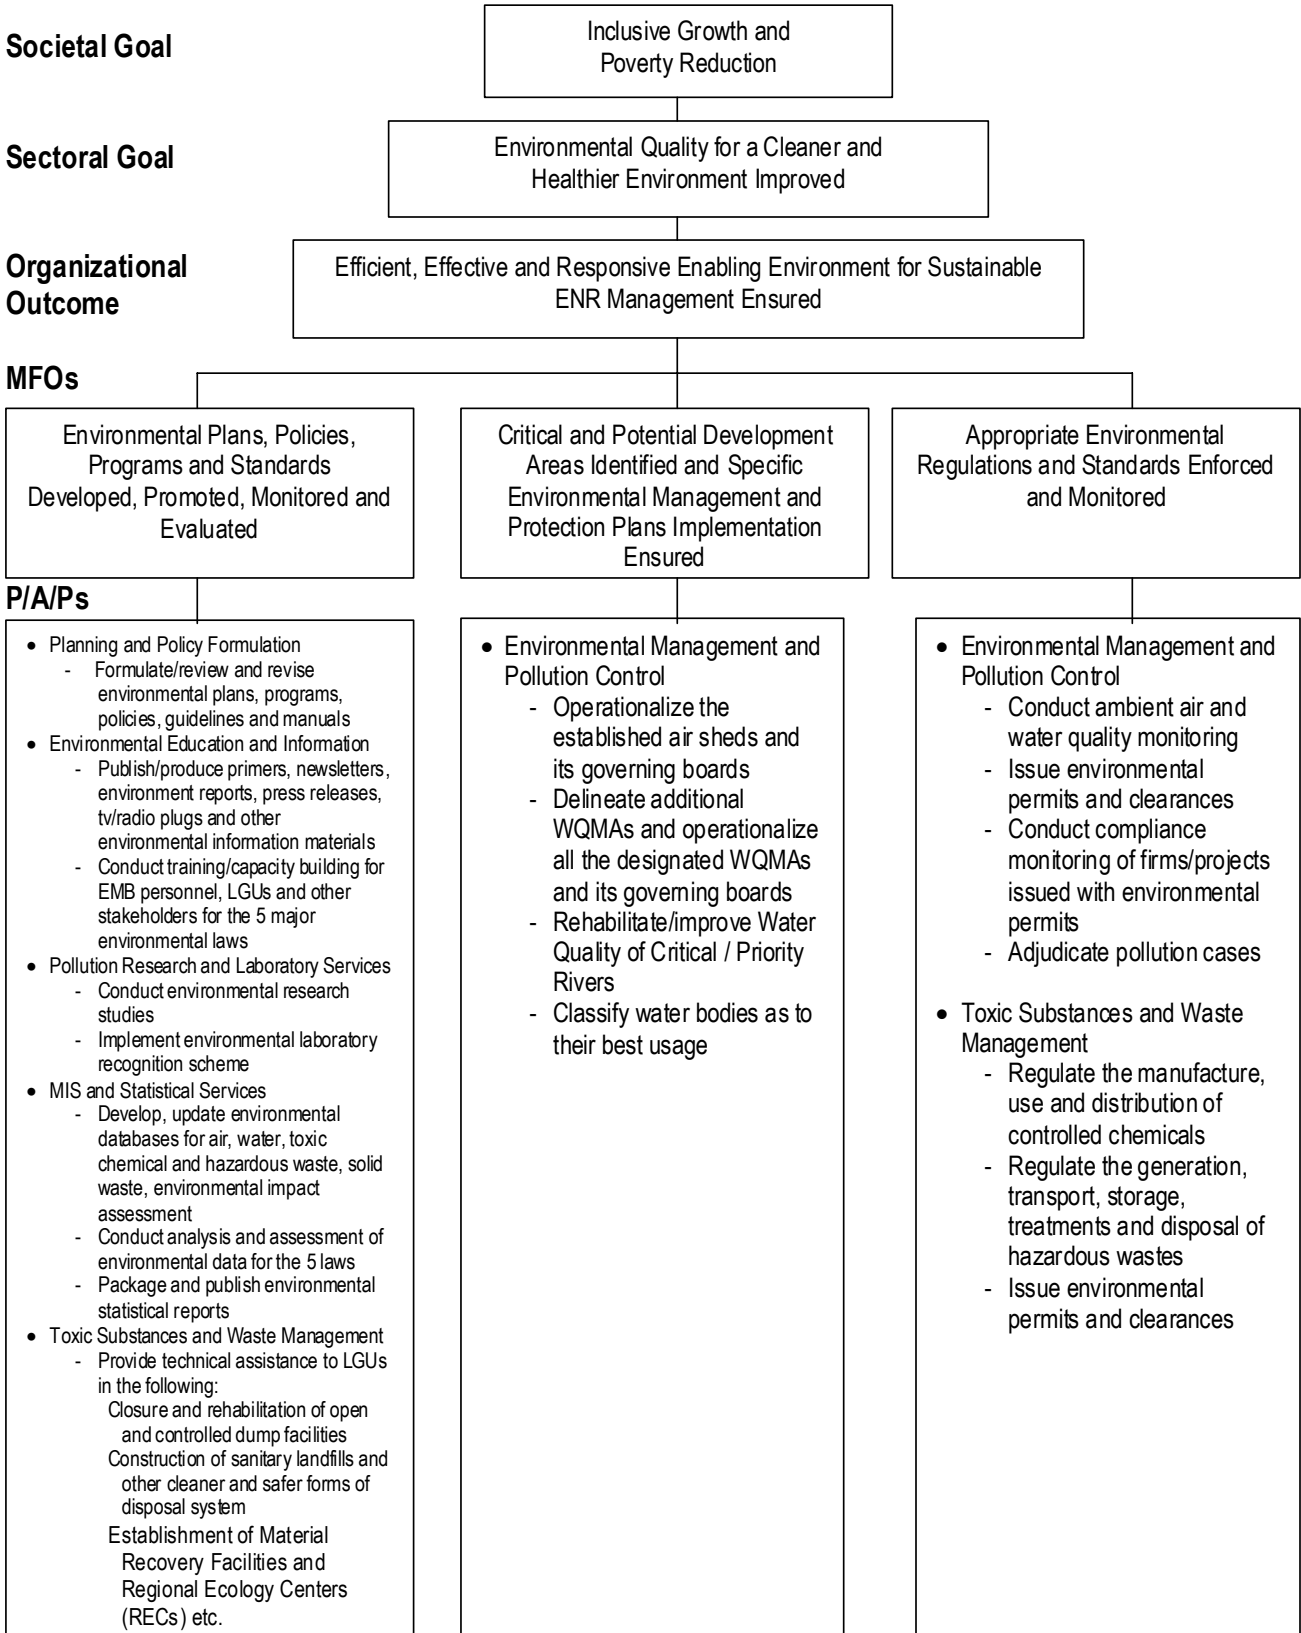 Societal Goal
Inclusive Growth and
Poverty Reduction
Sectoral Goal
Environmental Quality for a Cleaner and
Healthier Environment Improved
Organizational
Outcome
Efficient, Effective and Responsive Enabling Environment for Sustainable
ENR Management Ensured
MFOs
Environmental Plans, Policies,
Programs and Standards
Developed, Promoted, Monitored and
Evaluated
Critical and Potential Development
Areas Identified and Specific
Environmental Management and
Protection Plans Implementation
Ensured
Appropriate Environmental
Regulations and Standards Enforced
and Monitored
P/A/Ps
• Planning and Policy Formulation
- Formulate/review and revise
environmental plans, programs,
policies, guidelines and manuals
• Environmental Education and Information
- Publish/produce primers, newsletters,
environment reports, press releases,
tv/radio plugs and other
environmental information materials
- Conduct training/capacity building for
EMB personnel, LGUs and other
stakeholders for the 5 major
environmental laws
• Pollution Research and Laboratory Services
- Conduct environmental research
studies
- Implement environmental laboratory
recognition scheme
• MIS and Statistical Services
- Develop, update environmental
databases for air, water, toxic
chemical and hazardous waste, solid
waste, environmental impact
assessment
- Conduct analysis and assessment of
environmental data for the 5 laws
- Package and publish environmental
statistical reports
• Toxic Substances and Waste Management
- Provide technical assistance to LGUs
in the following:
Closure and rehabilitation of open
and controlled dump facilities
Construction of sanitary landfills and
other cleaner and safer forms of
disposal system
Establishment of Material
Recovery Facilities and
Regional Ecology Centers
(RECs) etc.
• Environmental Management and
Pollution Control
- Operationalize the
established air sheds and
its governing boards
- Delineate additional
WQMAs and operationalize
all the designated WQMAs
and its governing boards
- Rehabilitate/improve Water
Quality of Critical / Priority
Rivers
- Classify water bodies as to
their best usage
• Environmental Management and
Pollution Control
- Conduct ambient air and
water quality monitoring
- Issue environmental
permits and clearances
- Conduct compliance
monitoring of firms/projects
issued with environmental
permits
- Adjudicate pollution cases
• Toxic Substances and Waste
Management
- Regulate the manufacture,
use and distribution of
controlled chemicals
- Regulate the generation,
transport, storage,
treatments and disposal of
hazardous wastes
- Issue environmental
permits and clearances